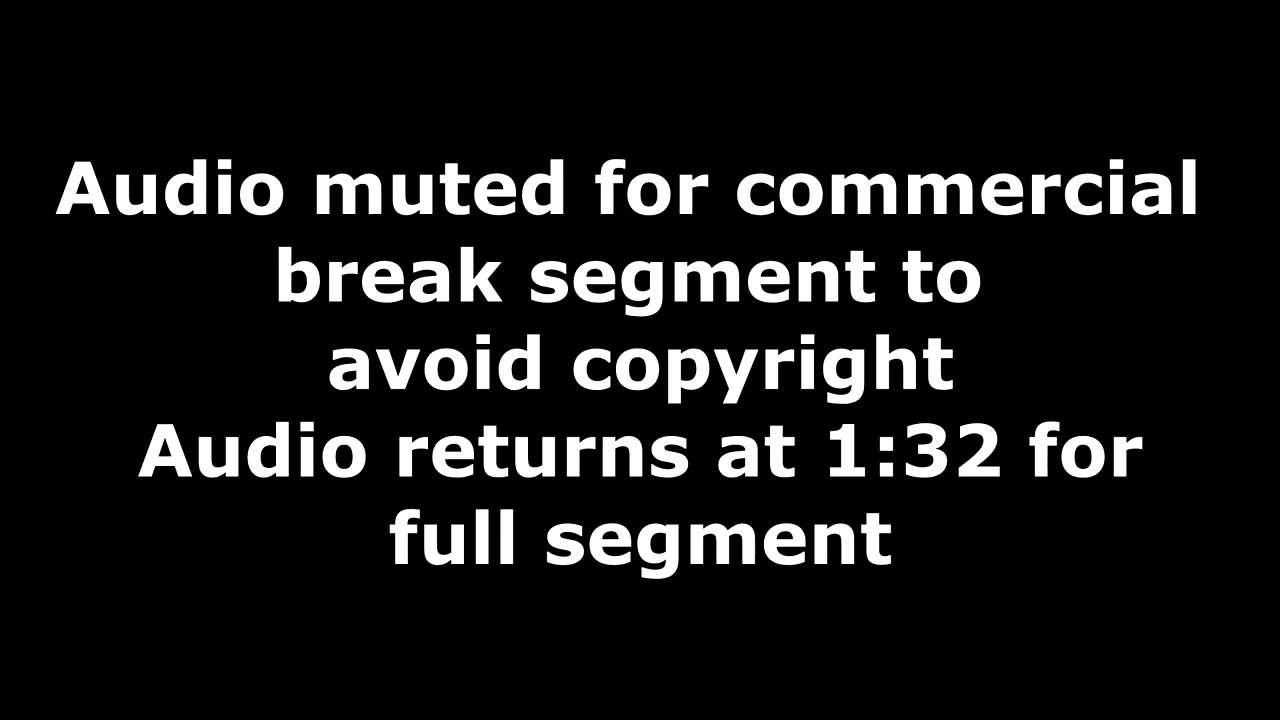 Audio muted for commercial
break segment to
avoid copyright
Audio returns at 1:32 for
full segment